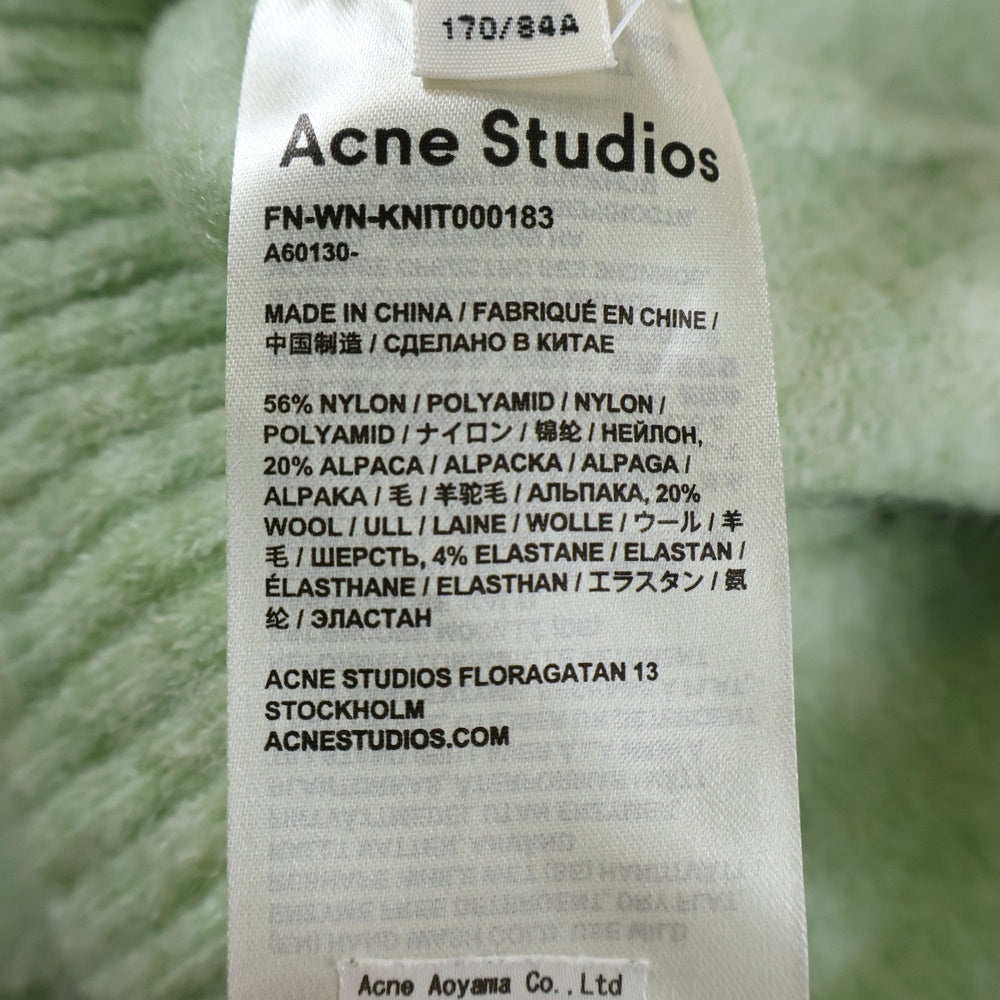 170/84A
Acne Studios
FN-WN-KNIT000183
A60130-
MADE IN CHINA / FABRIQUÉ EN CHINE /
中国制造 / СДЕЛАНО В КИТАЕ
56% NYLON / POLYAMID / NYLON /
POLYAMID / ナイロン / 锦纶 / НЕЙЛОН,
20% ALPACA / ALPACKA / ALPAGA /
ALPAKA / 毛 / 羊驼毛 / АЛЬПАКА, 20%
WOOL / ULL / LAINE / WOLLE / ウール / 羊
毛 / ШЕРСТЬ, 4% ELASTANE / ELASTAN /
ÉLASTHANE / ELASTHAN / エラスタン / 氨
纶 / ЭЛАСТАН
ACNE STUDIOS FLORAGATAN 13
STOCKHOLM
ACNESTUDIOS.COM
Acne Aoyama Co.,Ltd